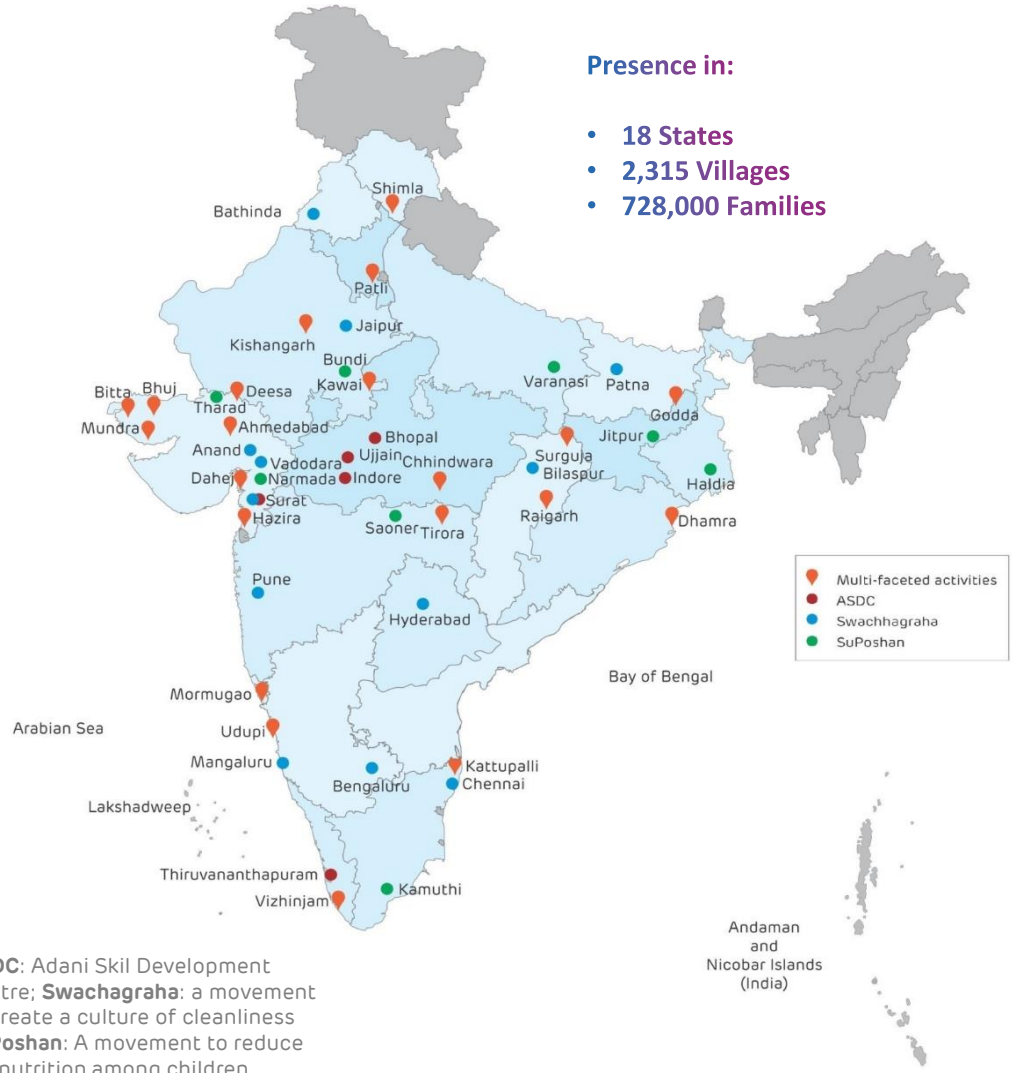 Presence in:
• 18 States
• 2,315 Villages
• 728,000 Families
Shimla
Bathinda
Patli
Jaipur
Kishangarh
Bundi
Kawai
Varanasi
Patna
Bitta
Bhuj
Deesa
Tharad
Godda
Mundra
Ahmedabad
Jitpur
Anand
Bhopal
Surguja
Vadodara
Ujjain
Chhindwara
Bilaspur
Dahej
Narmada
Indore
Haldia
Surat
Hazira
Saoner
Tirora
Raigarh
Dhamra
Pune
Hyderabad
Multi-faceted activities
ASDC
Swachhagraha
SuPoshan
Bay of Bengal
Mormugao
Arabian Sea
Udupi
Mangaluru
Bengaluru
Kattupalli
Chennai
Lakshadweep
Thiruvananthapuram
Kamuthi
Vizhinjam
Andaman
and
Nicobar Islands
(India)
DC: Adani Skil Development
tre; Swachagraha: a movement
reate a culture of cleanliness
oshan: A movement to reduce
nutrition among children